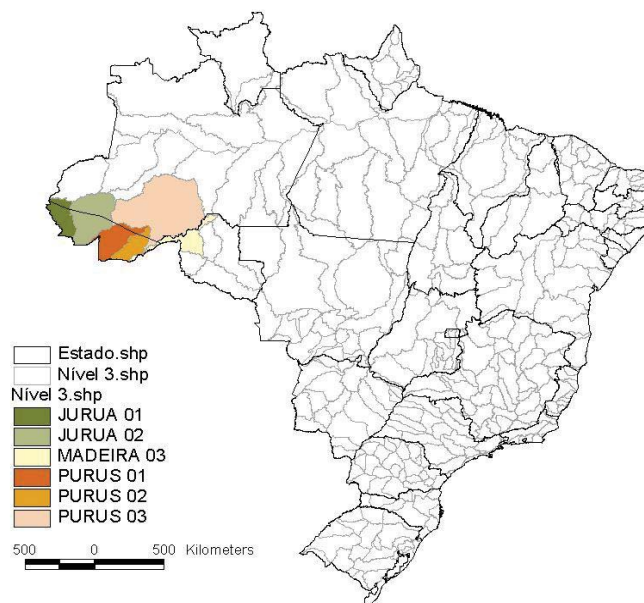 Estado.shp
Nível 3.shp
Nível 3.shp
JURUA 01
JURUA 02
MADEIRA 03
PURUS 01
PURUS 02
PURUS 03
500 0 500 Kilometers